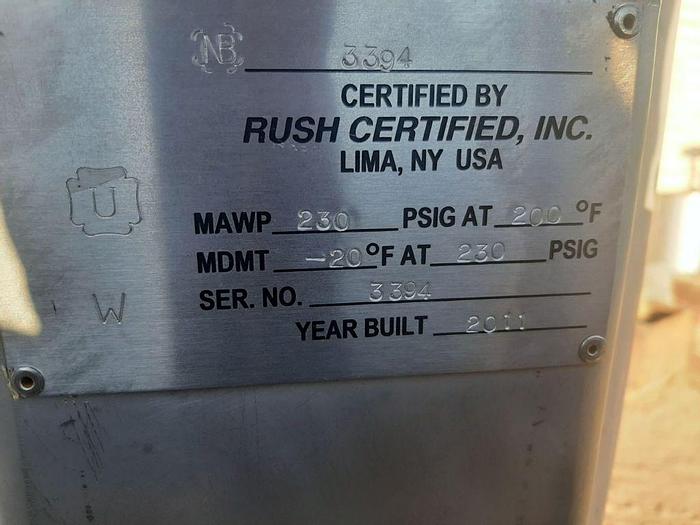 NB 3394
CERTIFIED BY
RUSH CERTIFIED, INC.
LIMA, NY USA
U
MAWP 230 PSIG AT 200 °F
MDMT -20 °F AT 230 PSIG
SER. NO. 3394
W
YEAR BUILT 2011